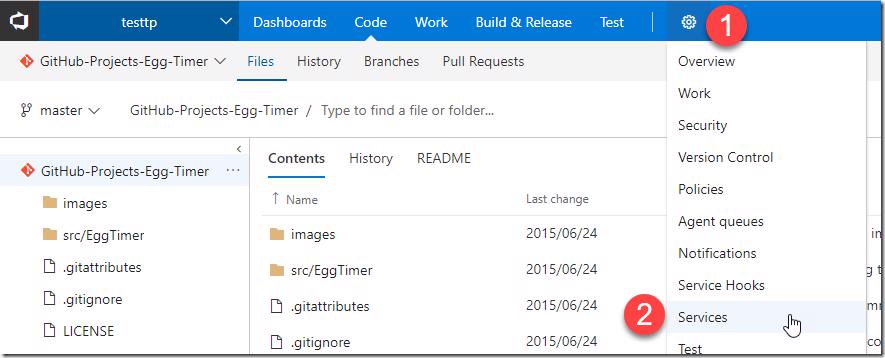 testtp Dashboards Code Work Build & Release Test 1
GitHub-Projects-Egg-Timer Files History Branches Pull Requests
master GitHub-Projects-Egg-Timer / Type to find a file or folder...
GitHub-Projects-Egg-Timer ...
images
src/EggTimer
.gitattributes
.gitignore
LICENSE
Contents History README
Name Last change
images 2015/06/24
src/EggTimer 2015/06/24
.gitattributes 2015/06/24
.gitignore 2015/06/24
Overview
Work
Security
Version Control
Policies
Agent queues
Notifications
Service Hooks
2 Services
Test